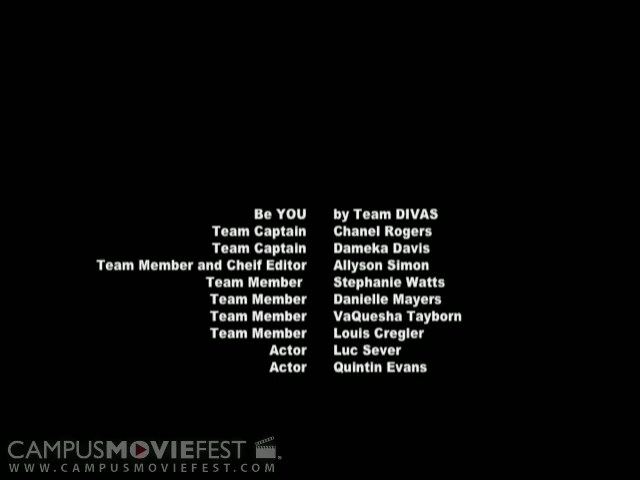 Be YOU by Team DIVAS
Team Captain Chanel Rogers
Team Captain Dameka Davis
Team Member and Cheif Editor Allyson Simon
Team Member Stephanie Watts
Team Member Danielle Mayers
Team Member VaQuesha Tayborn
Team Member Louis Cregler
Actor Luc Sever
Actor Quintin Evans
CAMPUSMOVIEFEST
WWW.CAMPUSMOVIEFEST.COM